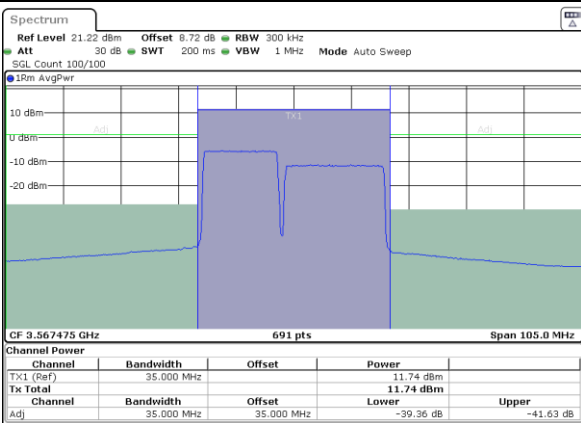 Spectrum
Ref Level 21.22 dBm Offset 8.72 dB RBW 300 kHz
Att 30 dB SWT 200 ms VBW 1 MHz Mode Auto Sweep
SGL Count 100/100
1Rm AvgPwr
TX1
10 dBm
Adj Adj
0 dBm
-10 dBm
-20 dBm
CF 3.567475 GHz 691 pts Span 105.0 MHz
Channel Power
Channel Bandwidth Offset Power
TX1 (Ref) 35.000 MHz 11.74 dBm
Tx Total 11.74 dBm
Channel Bandwidth Offset Lower Upper
Adj 35.000 MHz 35.000 MHz -39.36 dB -41.63 dB